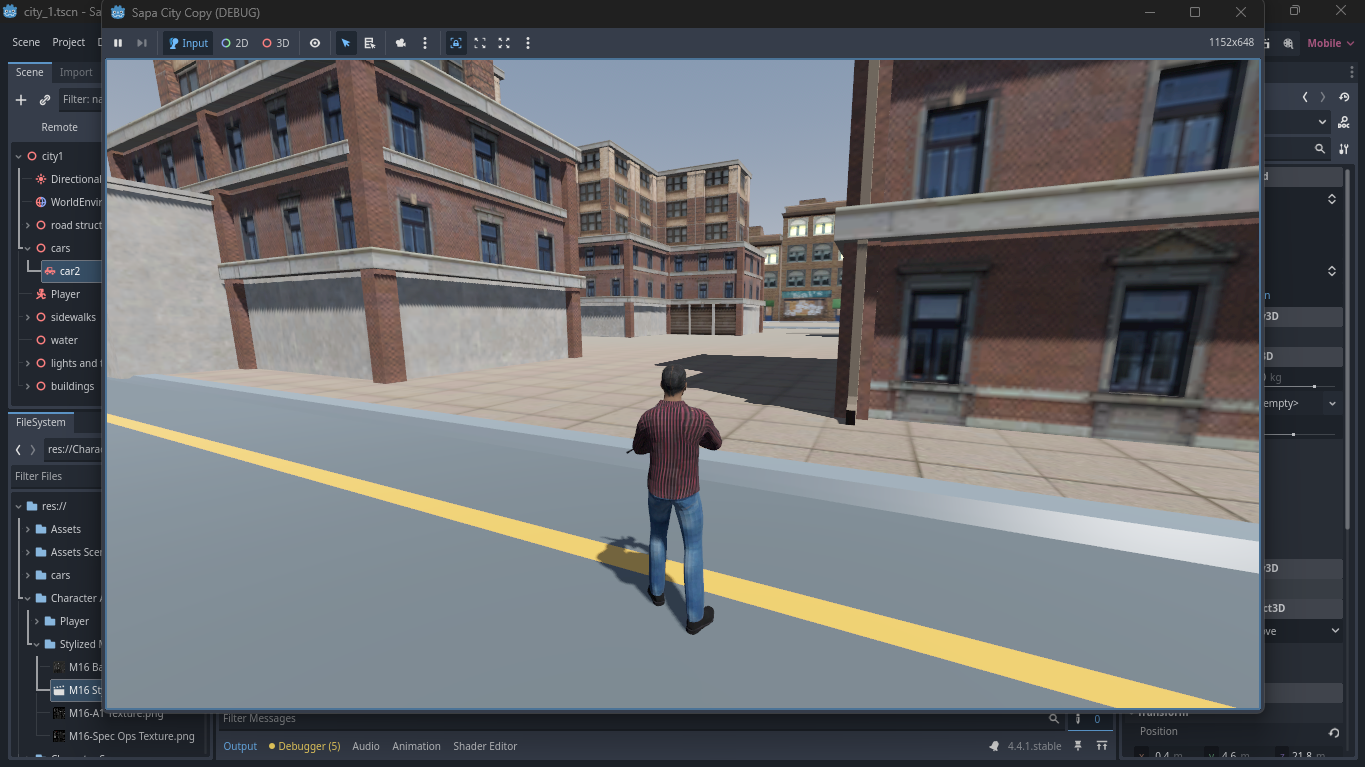 city_1.tscn - Sa
Sapa City Copy (DEBUG)
Scene Project D
Input 2D 3D
1152x648
Mobile
Scene Import
Filter: na
Remote
city1
Directional
WorldEnvir
road struct
cars
car2
Player
sidewalks
water
lights and t
buildings
d
n
y3D
3D
kg
empty>
y3D
ct3D
ave
FileSystem
res://Chara
Filter Files
res://
Assets
Assets Scen
cars
Character A
Player
Stylized M
M16 Ba
M16 St
M16-A1 Texture.png
M16-Spec Ops Texture.png
Filter Messages
0
Output Debugger (5) Audio Animation Shader Editor
4.4.1.stable
Transform
Position
x 0.4 m y 4.6 m z 21.8 m